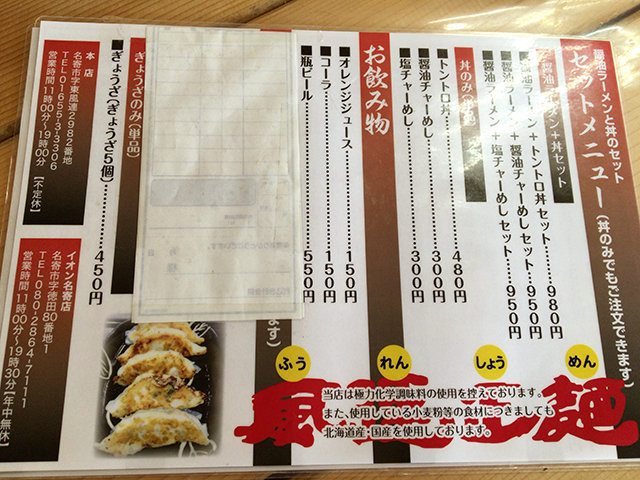 醤油ラーメンと丼のセット
セットメニュー(丼のみでもご注文できます)
醤油ラーメン+丼セット
■醤油ラーメン+トントロ丼セット……980円
■醤油ラーメン+醤油チャーめしセット……950円
■醤油ラーメン+塩チャーめしセット……950円
丼のみ(単品)
■トントロ丼……480円
■醤油チャーめし……300円
■塩チャーめし……300円
お飲み物
■オレンジジュース……150円
■コーラ……150円
■瓶ビール……550円
ます)
ぎょうざのみ(単品)
■ぎょうざ(ぎょうざ5個)……450円
本店
名寄市字東風連2982番地
TEL 01655-3-3306
営業時間 11時00分〜19時00分【不定休】
イオン名寄店
名寄市字徳田80番地1
TEL 080-2864-7111
営業時間 11時00分〜19時30分【年中無休】
ふう れん しょう めん
当店は極力化学調味料の使用を控えております。
また、使用している小麦粉等の食材につきましても
北海道産・国産を使用しております。
風
麺